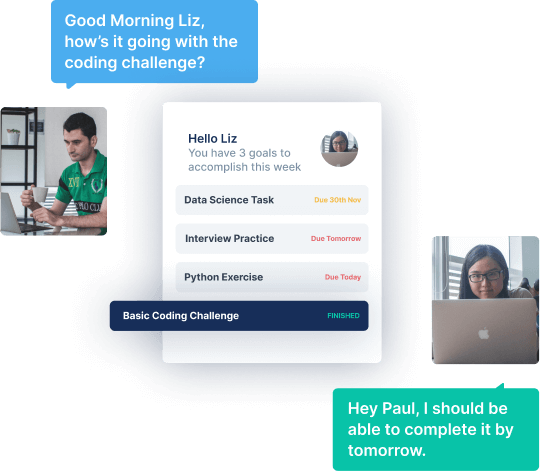 Good Morning Liz,
how's it going with the
coding challenge?
Hello Liz
You have 3 goals to
accomplish this week
Data Science Task Due 30th Nov
Interview Practice Due Tomorrow
Python Exercise Due Today
Basic Coding Challenge FINISHED
Hey Paul, I should be
able to complete it by
tomorrow.